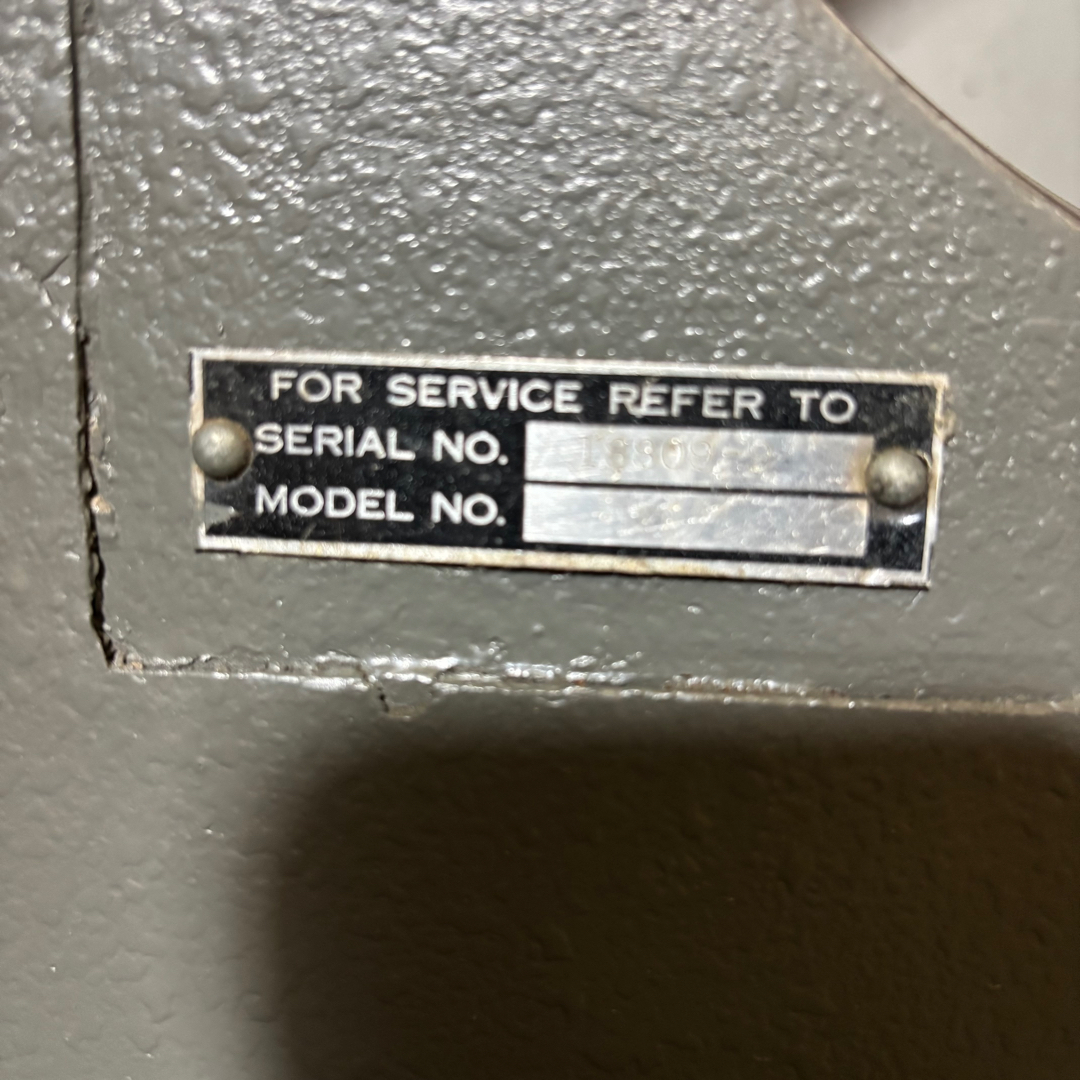 FOR SERVICE REFER TO
SERIAL NO.
MODEL NO.